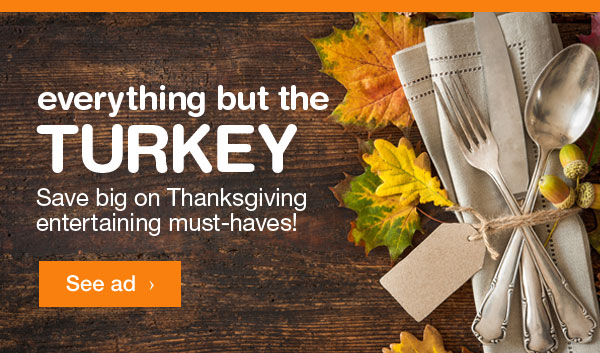 everything but the
TURKEY
Save big on Thanksgiving
entertaining must-haves!
See ad ›